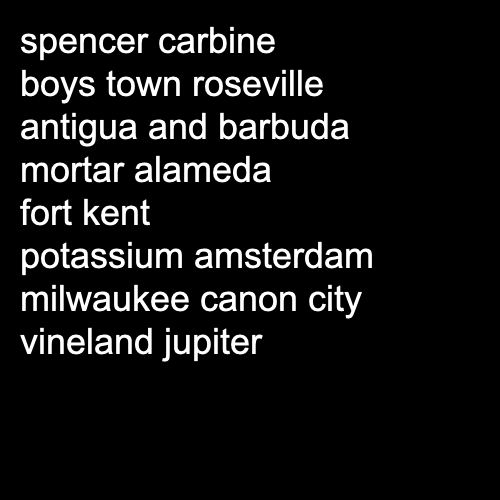 spencer carbine
boys town roseville
antigua and barbuda
mortar alameda
fort kent
potassium amsterdam
milwaukee canon city
vineland jupiter